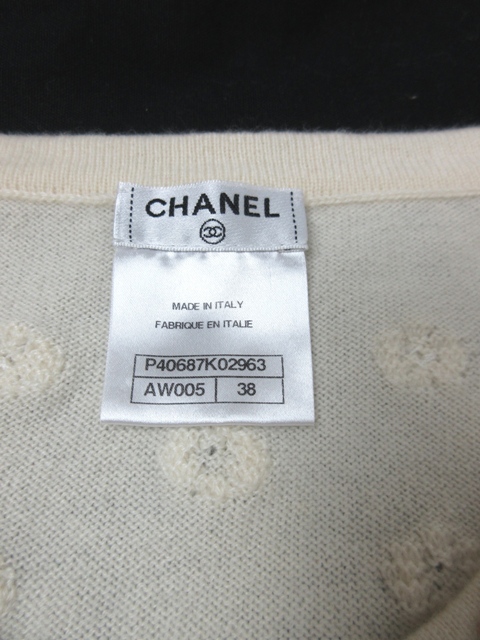 CHANEL
MADE IN ITALY
FABRIQUE EN ITALIE
P40687K02963
AW005 38